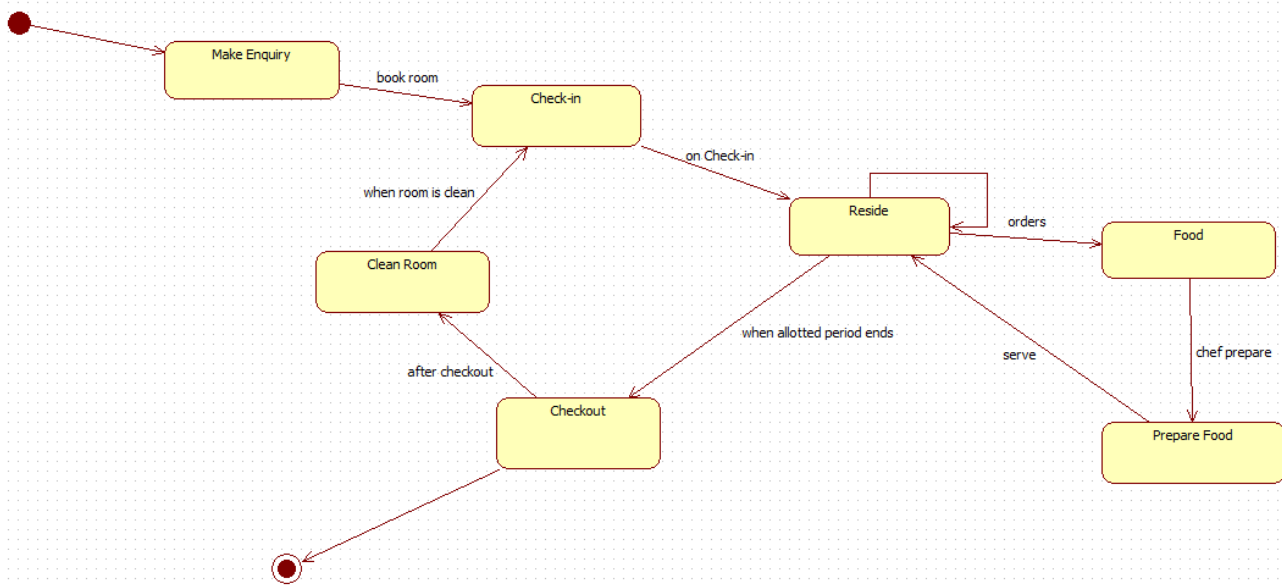 Make Enquiry
book room
Check-in
on Check-in
when room is clean
Reside
orders
Food
Clean Room
when allotted period ends
serve
chef prepare
after checkout
Checkout
Prepare Food